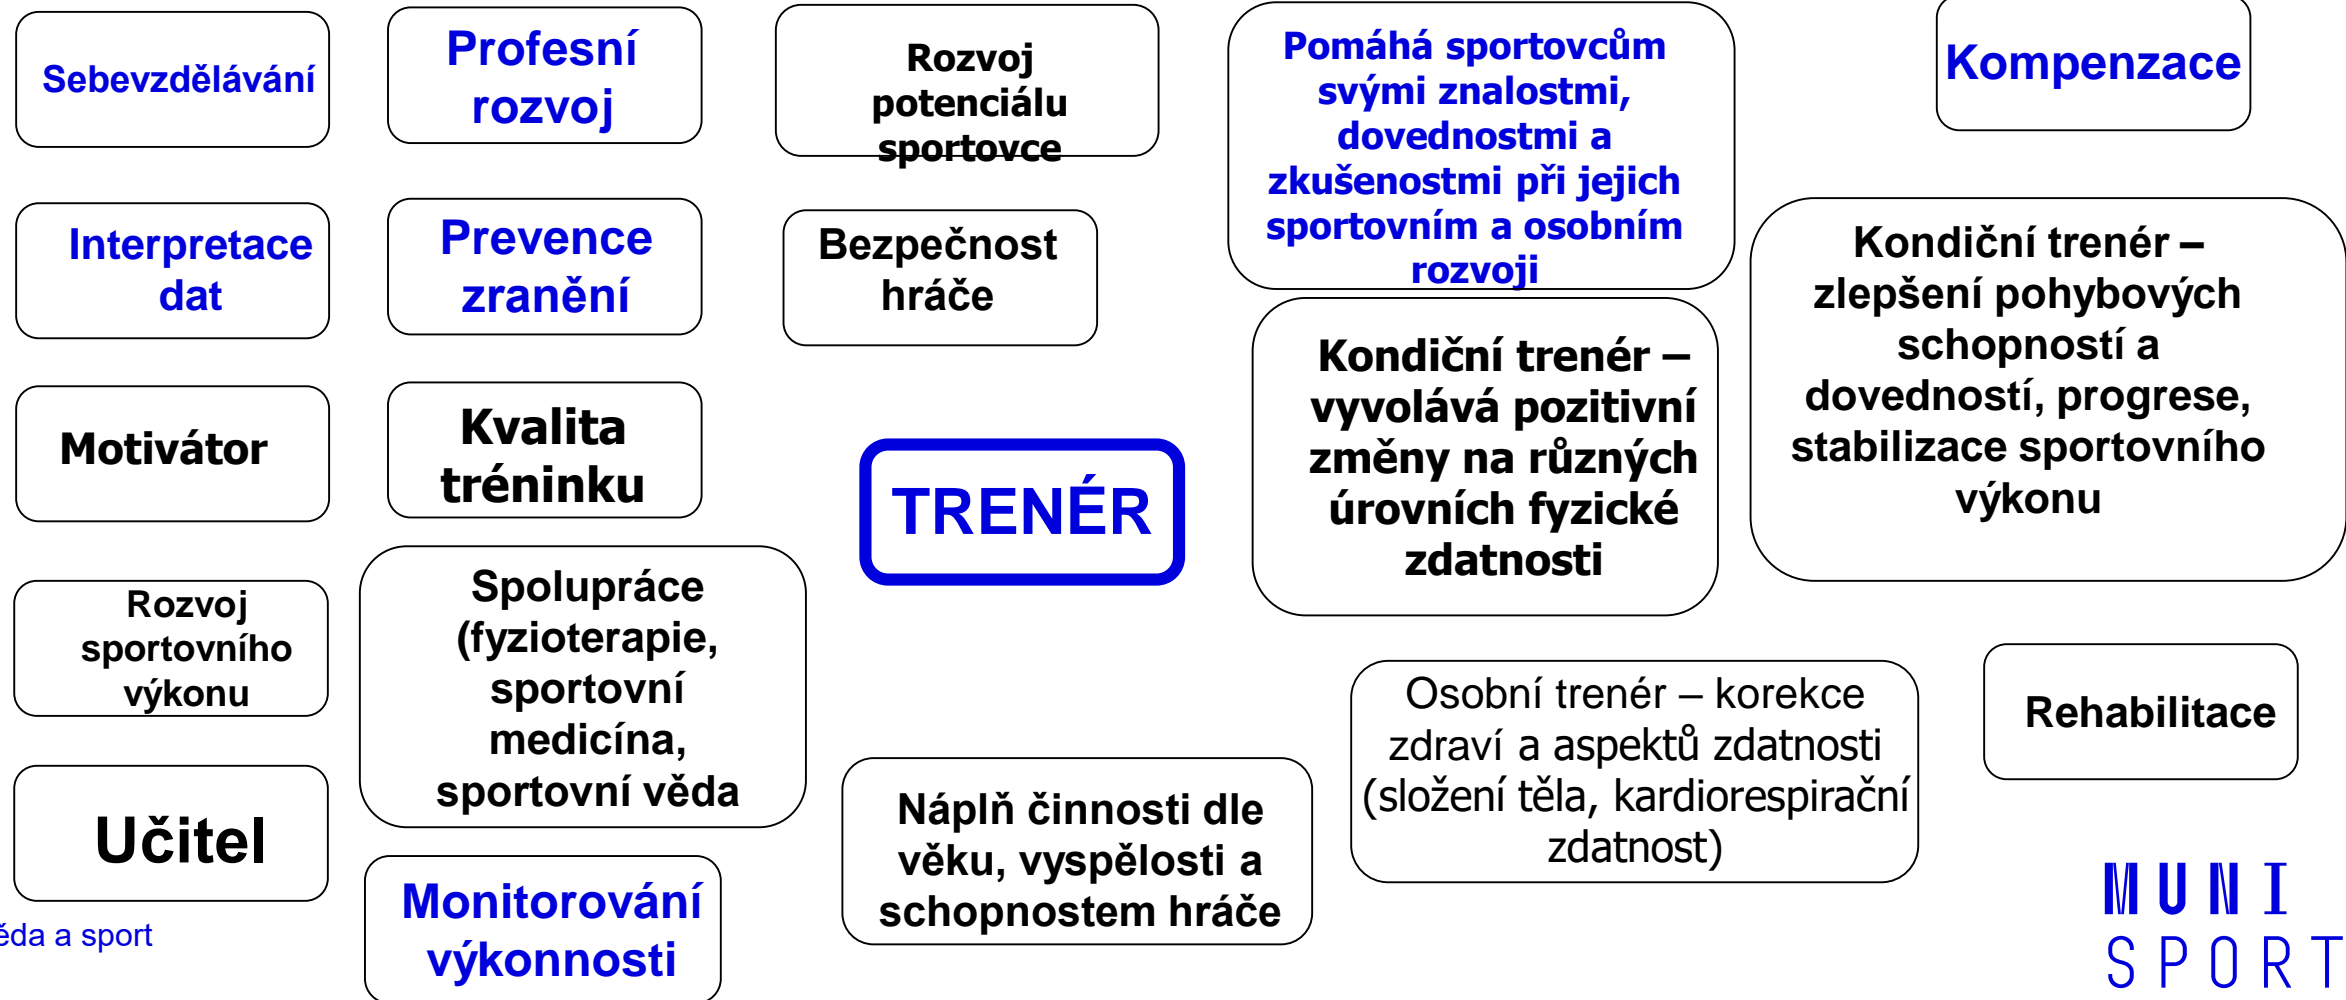 Sebevzdělávání
Profesní
rozvoj
Rozvoj
potenciálu
sportovce
Pomáhá sportovcům
svými znalostmi,
dovednostmi a
zkušenostmi při jejich
sportovním a osobním
rozvoji
Kompenzace
Interpretace
dat
Prevence
zranění
Bezpečnost
hráče
Kondiční trenér –
zlepšení pohybových
schopností a
dovedností, progrese,
stabilizace sportovního
výkonu
Motivátor
Kvalita
tréninku
TRENÉR
Kondiční trenér –
vyvolává pozitivní
změny na různých
úrovních fyzické
zdatnosti
Rozvoj
sportovního
výkonu
Spolupráce
(fyzioterapie,
sportovní
medicína,
sportovní věda
Osobní trenér – korekce
zdraví a aspektů zdatnosti
(složení těla, kardiorespirační
zdatnost)
Rehabilitace
Učitel
Monitorování
výkonnosti
Náplň činnosti dle
věku, vyspělosti a
schopnostem hráče
ěda a sport
MUNI
SPORT